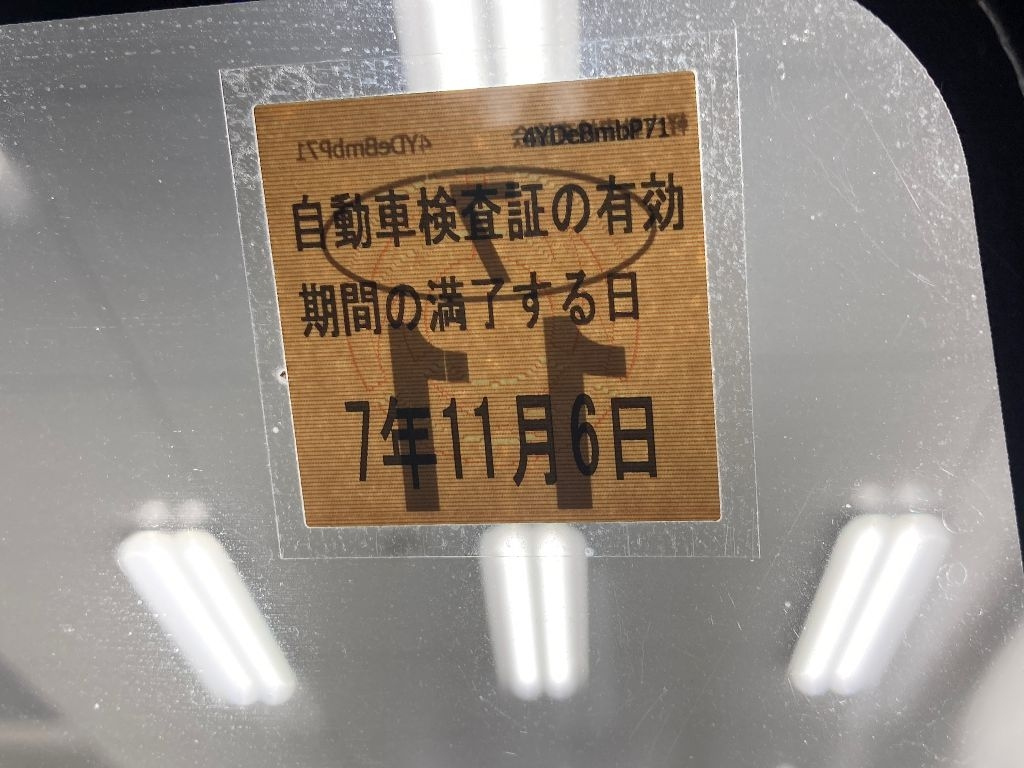 4YDeBmbP71
自動車検査証の有効
期間の満了する日
7年11月6日